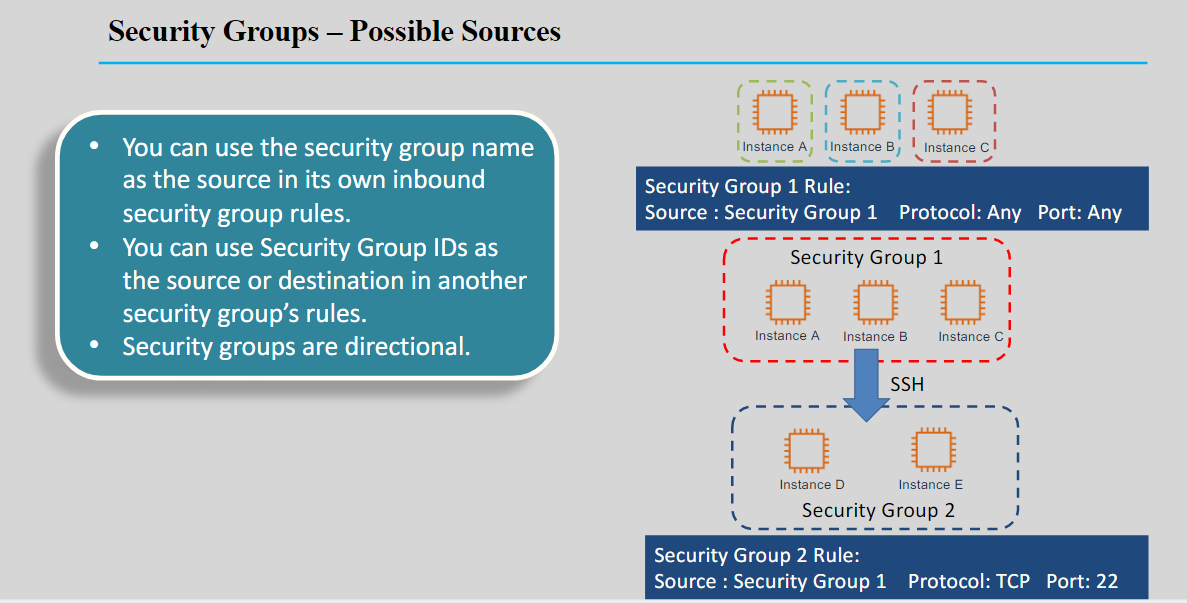 Security Groups – Possible Sources
• You can use the security group name
as the source in its own inbound
security group rules.
• You can use Security Group IDs as
the source or destination in another
security group’s rules.
• Security groups are directional.
Instance A Instance B Instance C
Security Group 1 Rule:
Source : Security Group 1 Protocol: Any Port: Any
Security Group 1
Instance A Instance B Instance C
SSH
Instance D Instance E
Security Group 2
Security Group 2 Rule:
Source : Security Group 1 Protocol: TCP Port: 22